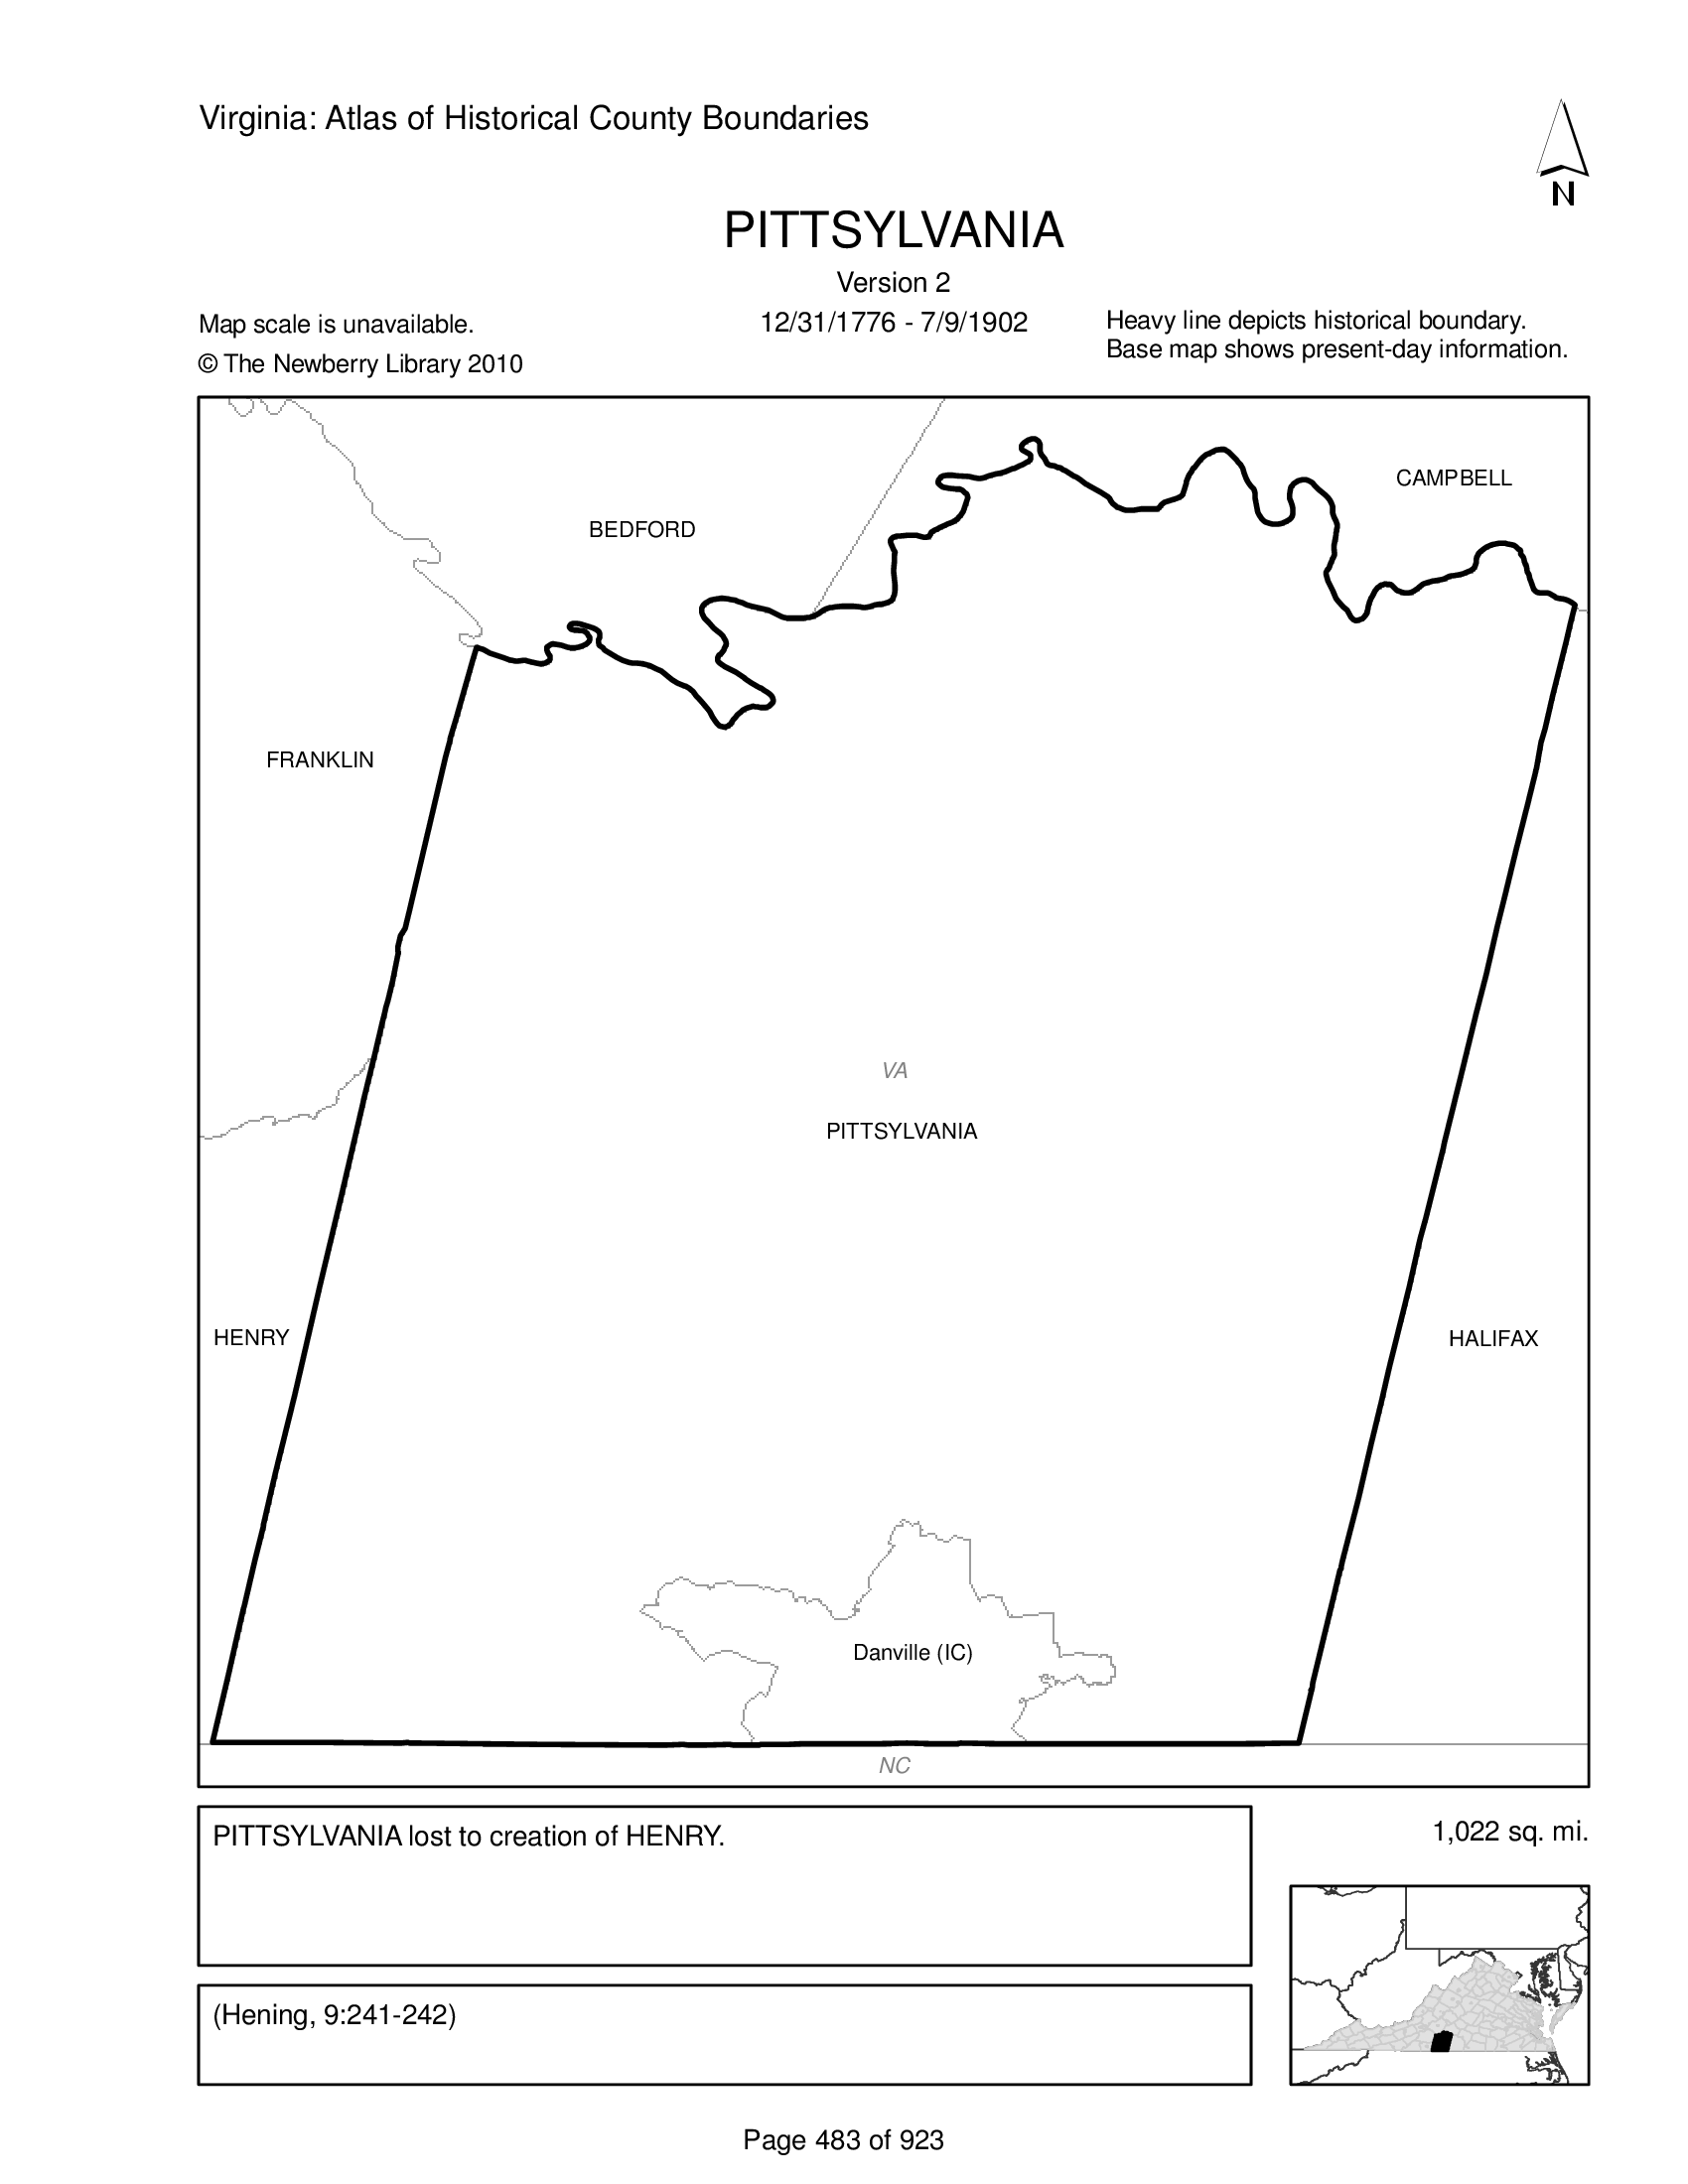 Virginia: Atlas of Historical County Boundaries
N
PITTSYLVANIA
Version 2
12/31/1776 - 7/9/1902
Map scale is unavailable.
© The Newberry Library 2010
Heavy line depicts historical boundary.
Base map shows present-day information.
CAMPBELL
BEDFORD
FRANKLIN
VA
PITTSYLVANIA
HENRY
HALIFAX
Danville (IC)
NC
PITTSYLVANIA lost to creation of HENRY.
1,022 sq. mi.
(Hening, 9:241-242)
Page 483 of 923